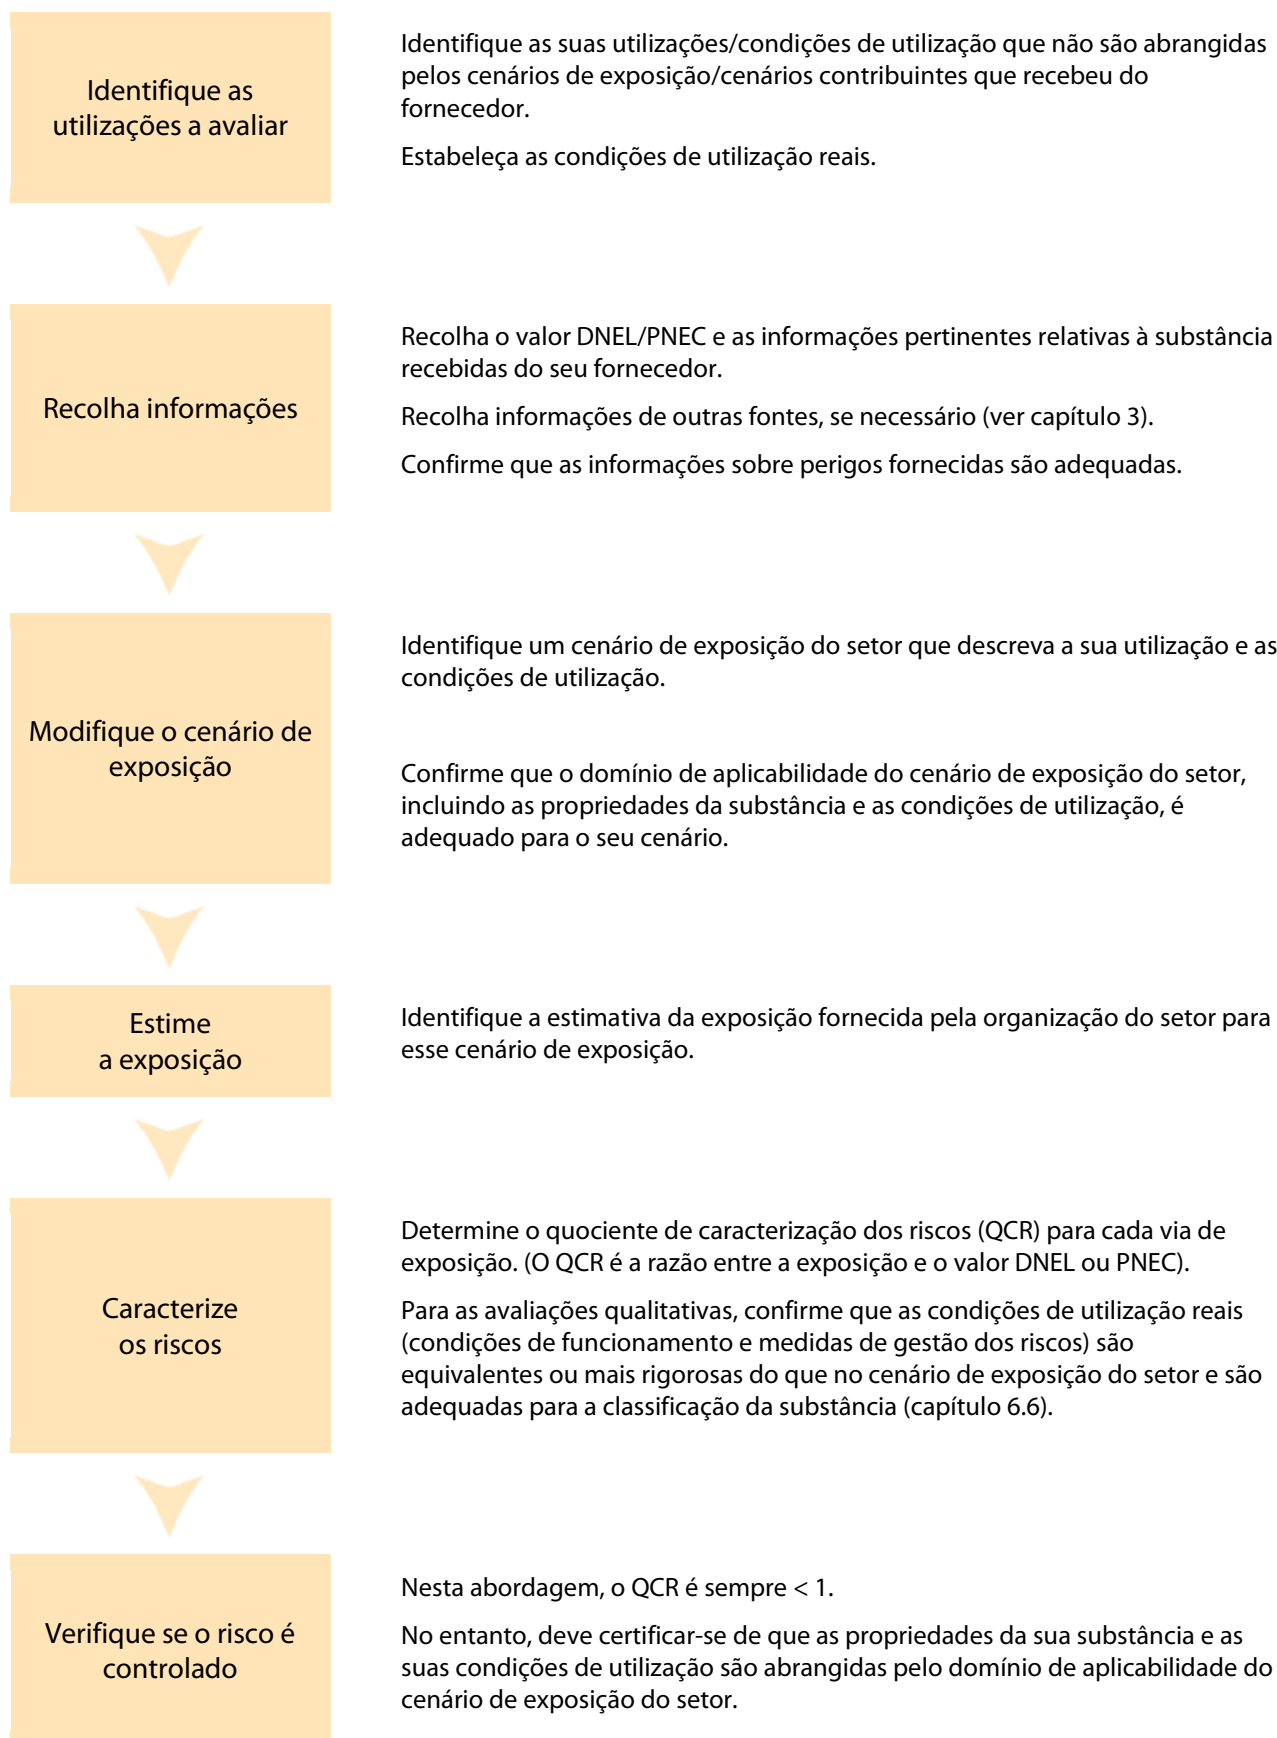 Identifique as
utilizações a avaliar
Identifique as suas utilizações/condições de utilização que não são abrangidas
pelos cenários de exposição/cenários contribuintes que recebeu do
fornecedor.
Estabeleça as condições de utilização reais.
Recolha informações
Recolha o valor DNEL/PNEC e as informações pertinentes relativas à substância
recebidas do seu fornecedor.
Recolha informações de outras fontes, se necessário (ver capítulo 3).
Confirme que as informações sobre perigos fornecidas são adequadas.
Modifique o cenário de
exposição
Identifique um cenário de exposição do setor que descreva a sua utilização e as
condições de utilização.
Confirme que o domínio de aplicabilidade do cenário de exposição do setor,
incluindo as propriedades da substância e as condições de utilização, é
adequado para o seu cenário.
Estime
a exposição
Identifique a estimativa da exposição fornecida pela organização do setor para
esse cenário de exposição.
Caracterize
os riscos
Determine o quociente de caracterização dos riscos (QCR) para cada via de
exposição. (O QCR é a razão entre a exposição e o valor DNEL ou PNEC).
Para as avaliações qualitativas, confirme que as condições de utilização reais
(condições de funcionamento e medidas de gestão dos riscos) são
equivalentes ou mais rigorosas do que no cenário de exposição do setor e são
adequadas para a classificação da substância (capítulo 6.6).
Verifique se o risco é
controlado
Nesta abordagem, o QCR é sempre < 1.
No entanto, deve certificar-se de que as propriedades da sua substância e as
suas condições de utilização são abrangidas pelo domínio de aplicabilidade do
cenário de exposição do setor.